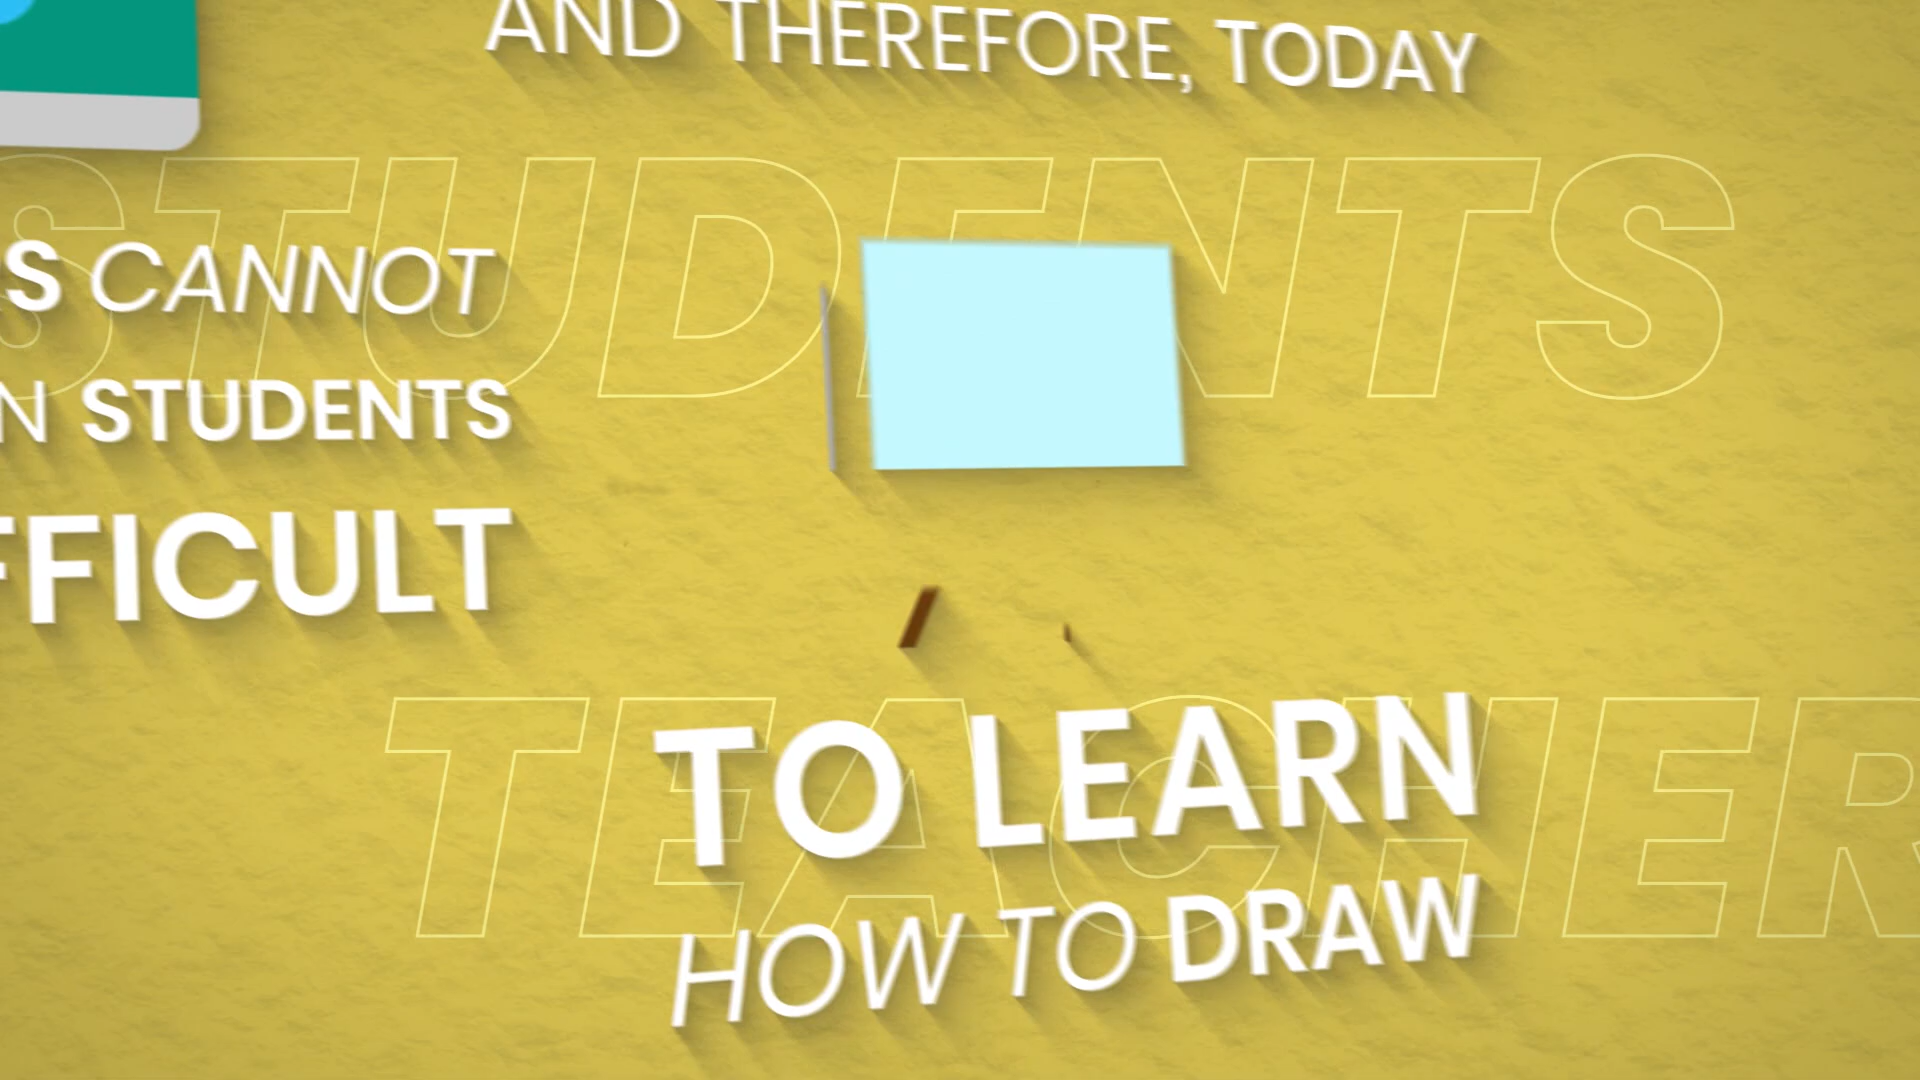 AND THEREFORE, TODAY
STUDENTS
S CANNOT
N STUDENTS
FFICULT
TEACHER
TO LEARN
HOW TO DRAW